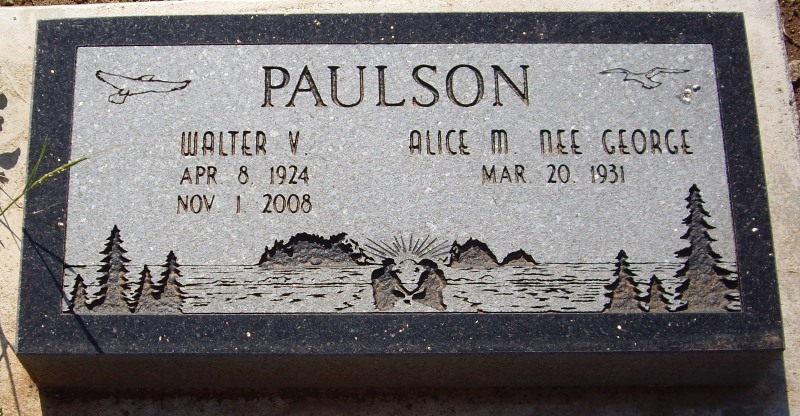 PAULSON
WALTER V. ALICE M NEE GEORGE
APR 8 1924 MAR 20 1931
NOV 1 2008